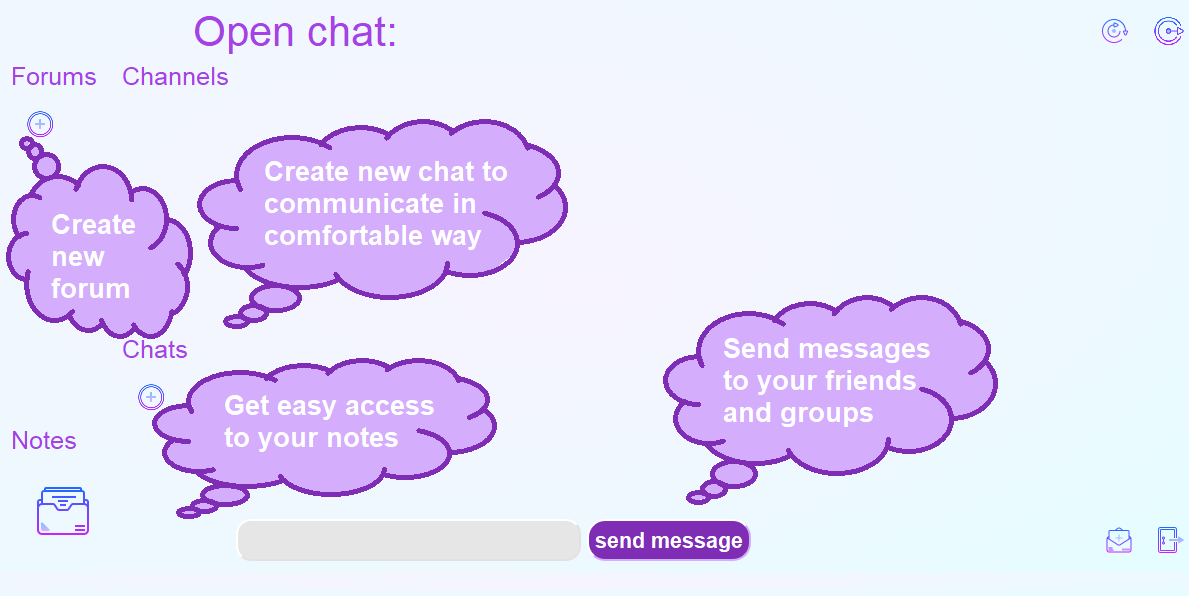 Open chat:
Forums
Channels
Create new chat to
communicate in
comfortable way
Create
new
forum
Chats
Send messages
to your friends
and groups
Get easy access
to your notes
Notes
send message